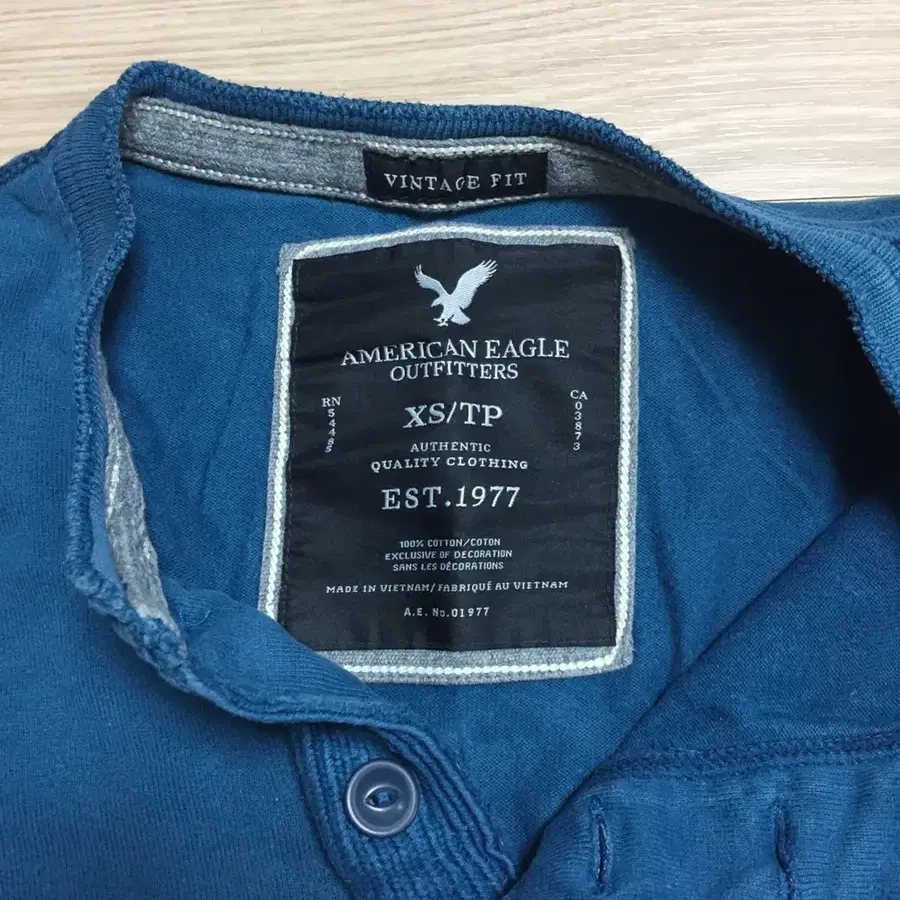 VINTAGE FIT
AMERICAN EAGLE
OUTFITTERS
RN 54485
XS/TP
CA 03873
AUTHENTIC
QUALITY CLOTHING
EST.1977
100% COTTON/COTON
EXCLUSIVE OF DECORATION
SANS LES DÉCORATIONS
MADE IN VIETNAM/FABRIQUÉ AU VIETNAM
A.E. No.01977